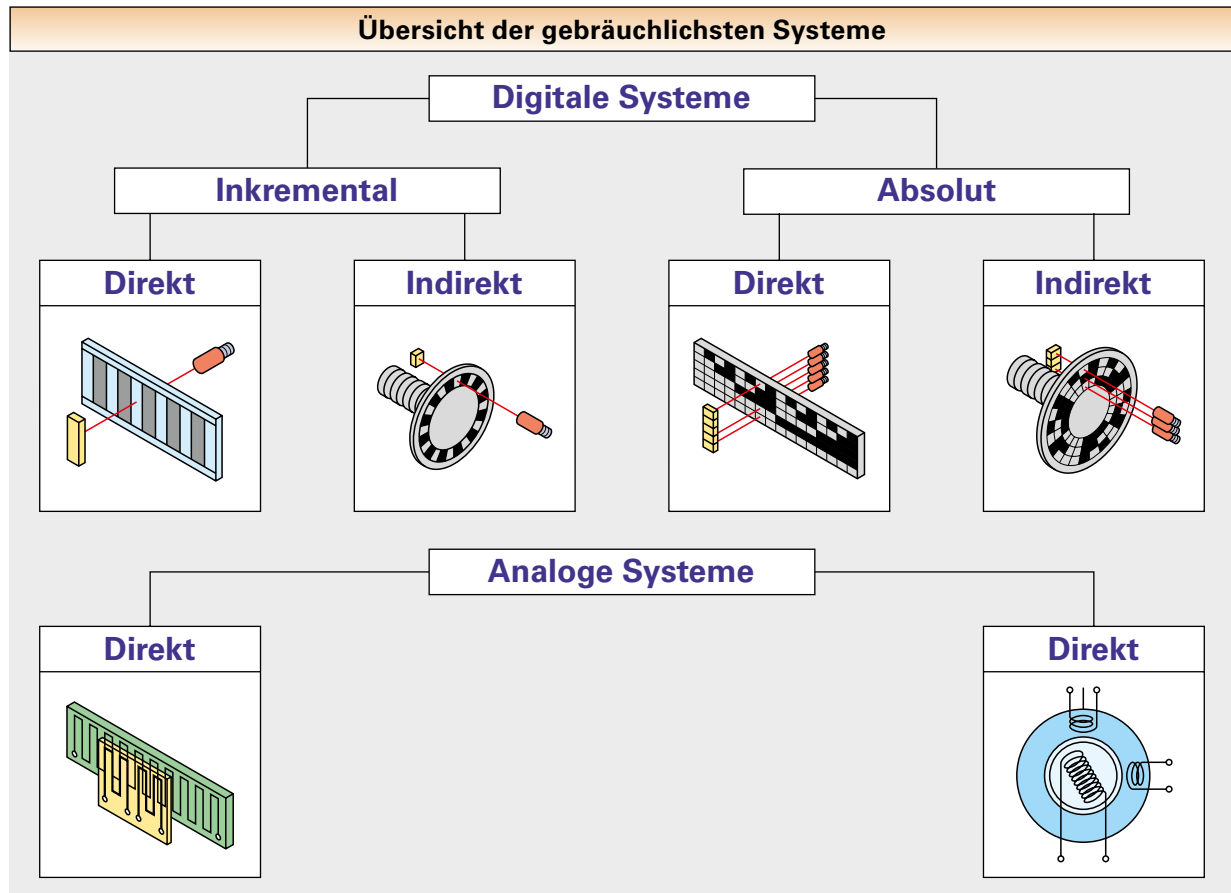 Übersicht der gebräuchlichsten Systeme
Digitale Systeme
Inkremental
Absolut
Direkt
Indirekt
Direkt
Indirekt
Analoge Systeme
Direkt
Direkt